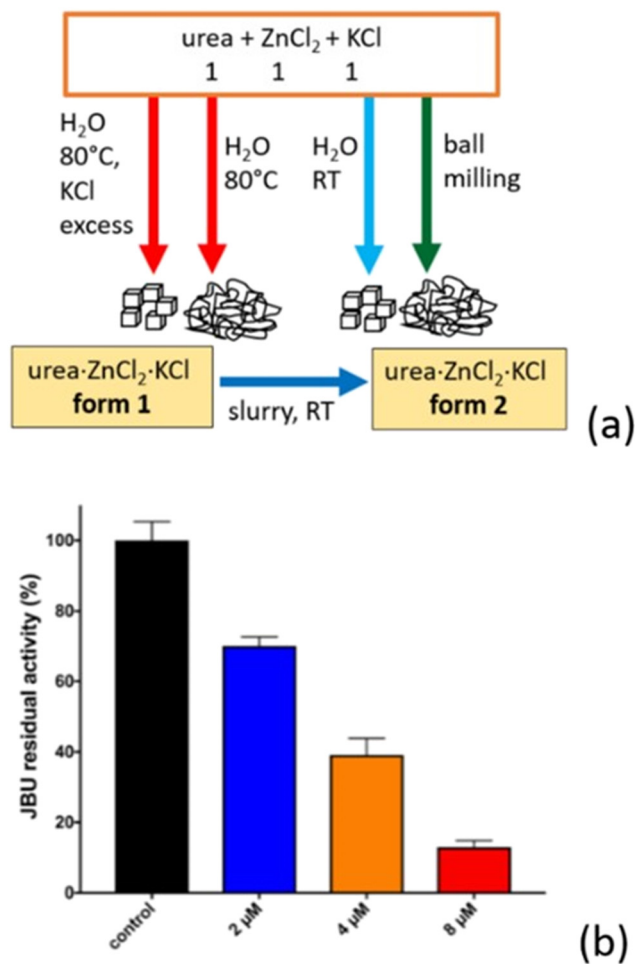 urea + ZnCl₂ + KCl
1 1 1
H₂O
80°C,
KCl
excess
H₂O
80°C
H₂O
RT
ball
milling
urea·ZnCl₂·KCl
form 1
slurry, RT
urea·ZnCl₂·KCl
form 2
(a)
JBU residual activity (%)
100
80
60
40
20
0
control
2 µM
4 µM
8 µM
(b)